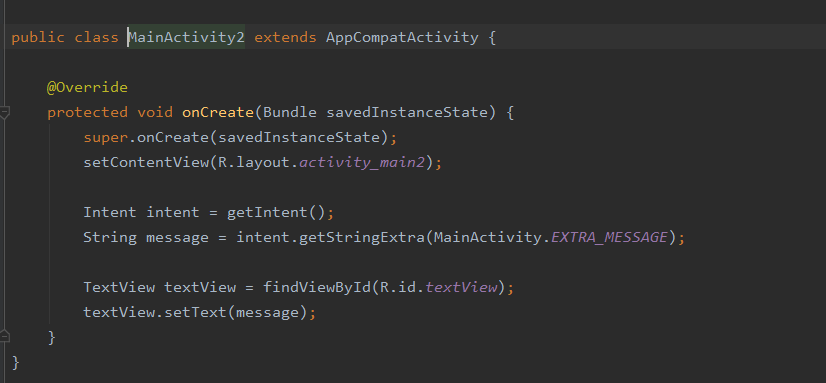 public class MainActivity2 extends AppCompatActivity {
@Override
protected void onCreate(Bundle savedInstanceState) {
super.onCreate(savedInstanceState);
setContentView(R.layout.activity_main2);
Intent intent = getIntent();
String message = intent.getStringExtra(MainActivity.EXTRA_MESSAGE);
TextView textView = findViewById(R.id.textView);
textView.setText(message);
}
}